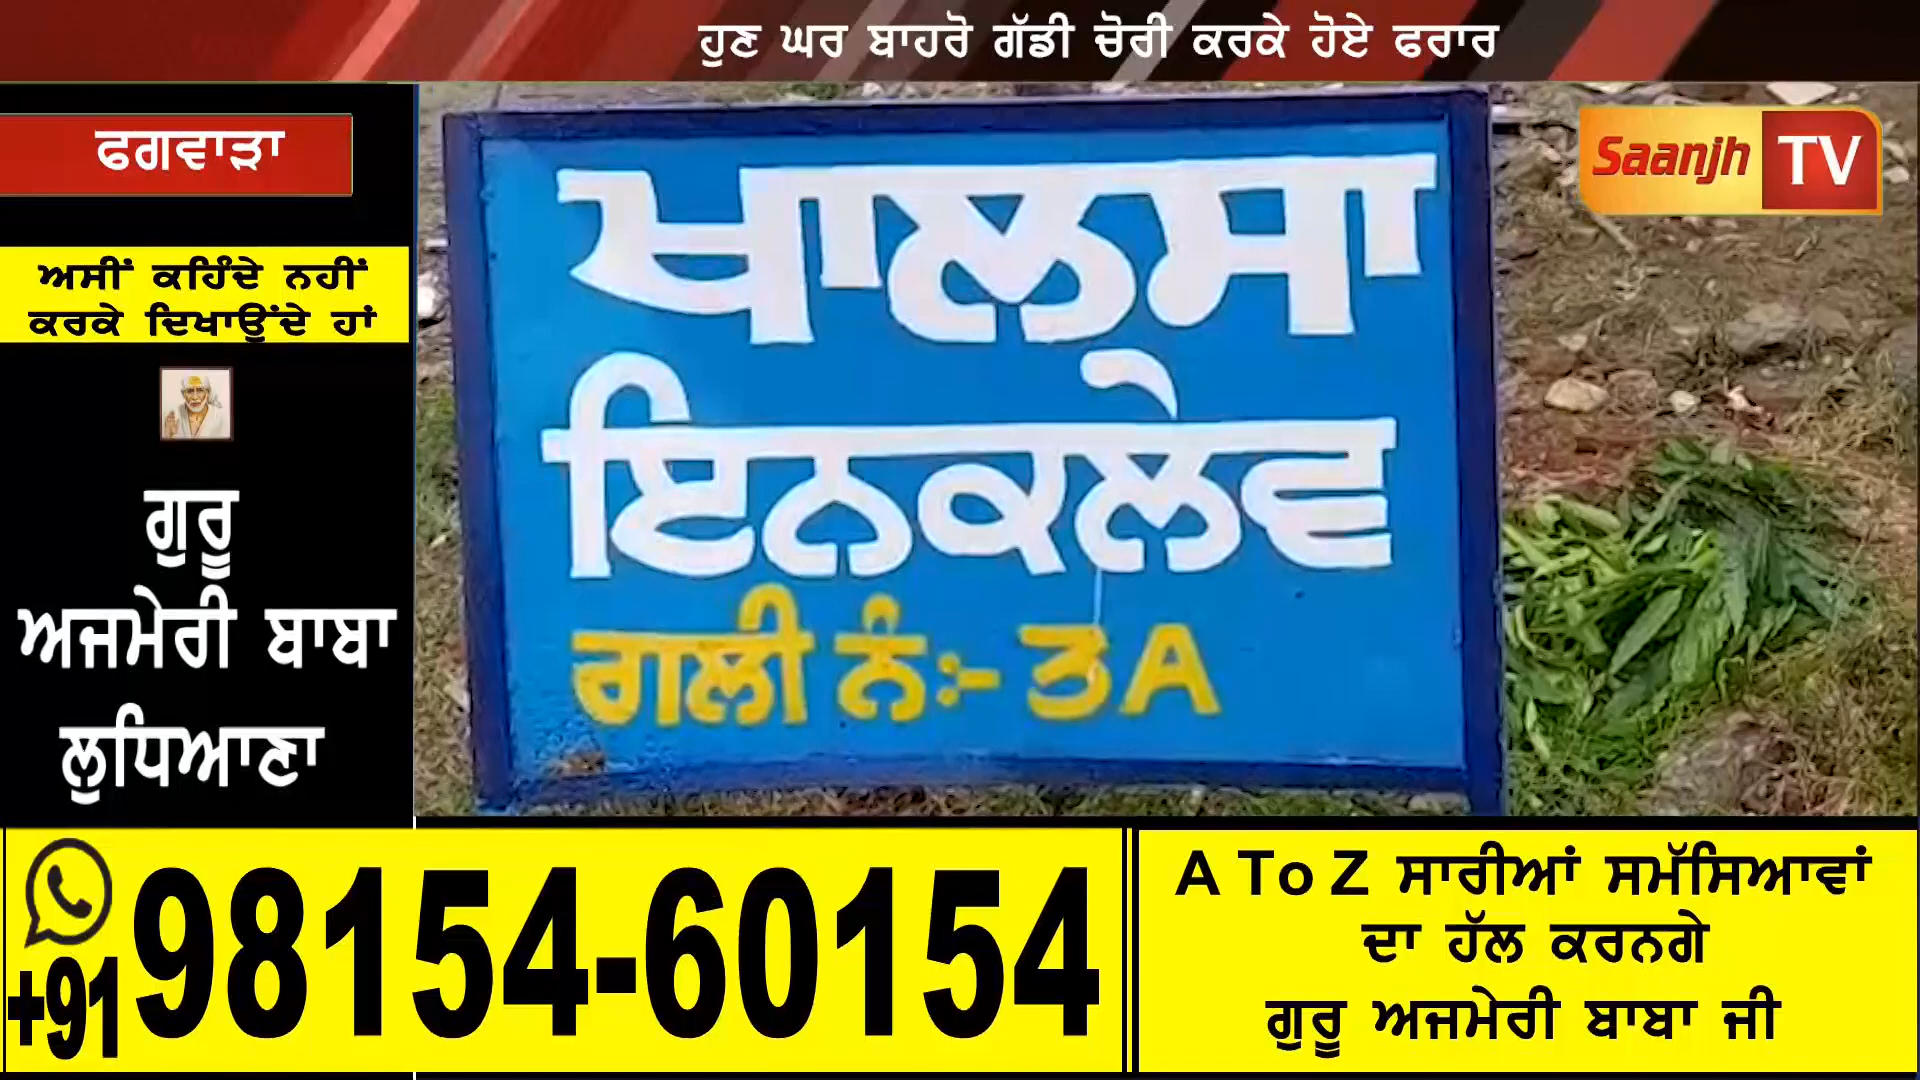 ਹੁਣ ਘਰ ਬਾਹਰੋ ਗੱਡੀ ਚੋਰੀ ਕਰਕੇ ਹੋਏ ਫਰਾਰ
ਫਗਵਾੜਾ
Saanjh TV
ਅਸੀਂ ਕਹਿੰਦੇ ਨਹੀਂ
ਕਰਕੇ ਦਿਖਾਉਂਦੇ ਹਾਂ
ਗੁਰੂ
ਅਜਮੇਰੀ ਬਾਬਾ
ਲੁਧਿਆਣਾ
ਖਾਲਸਾ
ਇਨਕਲੇਵ
ਗਲੀ ਨੰ:- 3A
+91 98154-60154
A To Z ਸਾਰੀਆਂ ਸਮੱਸਿਆਵਾਂ
ਦਾ ਹੱਲ ਕਰਨਗੇ
ਗੁਰੂ ਅਜਮੇਰੀ ਬਾਬਾ ਜੀ